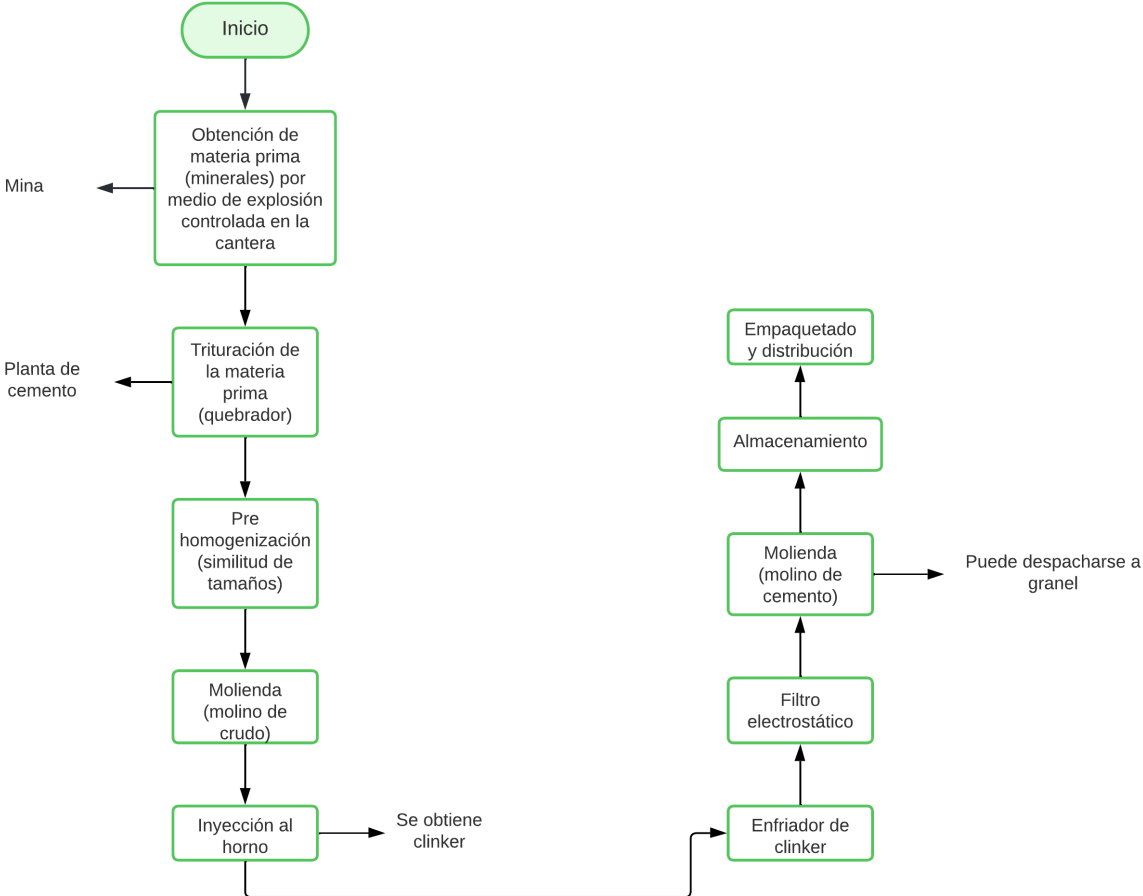 Inicio
Obtención de
materia prima
(minerales) por
medio de explosión
controlada en la
cantera
Mina
Trituración de
la materia
prima
(quebrador)
Planta de
cemento
Pre
homogenización
(similitud de
tamaños)
Molienda
(molino de
crudo)
Inyección al
horno
Se obtiene
clinker
Enfriador de
clinker
Filtro
electrostático
Molienda
(molino de
cemento)
Puede despacharse a
granel
Almacenamiento
Empaquetado
y distribución